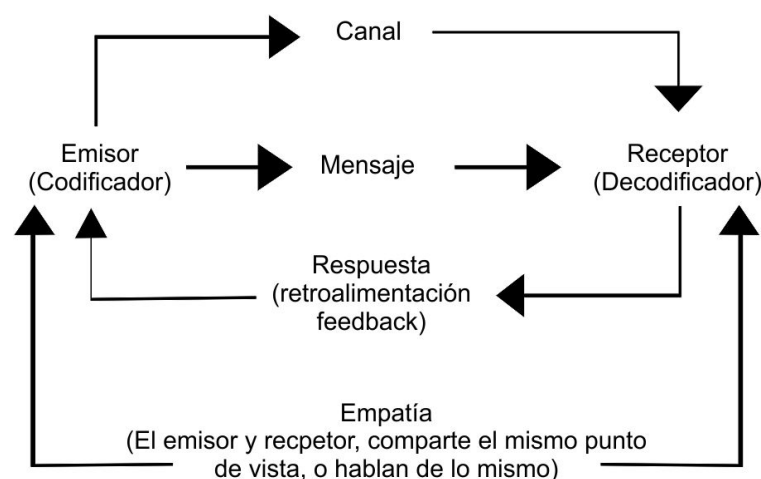 Canal
Emisor
(Codificador)
Mensaje
Receptor
(Decodificador)
Respuesta
(retroalimentación
feedback)
Empatía
(El emisor y recpetor, comparte el mismo punto
de vista, o hablan de lo mismo)